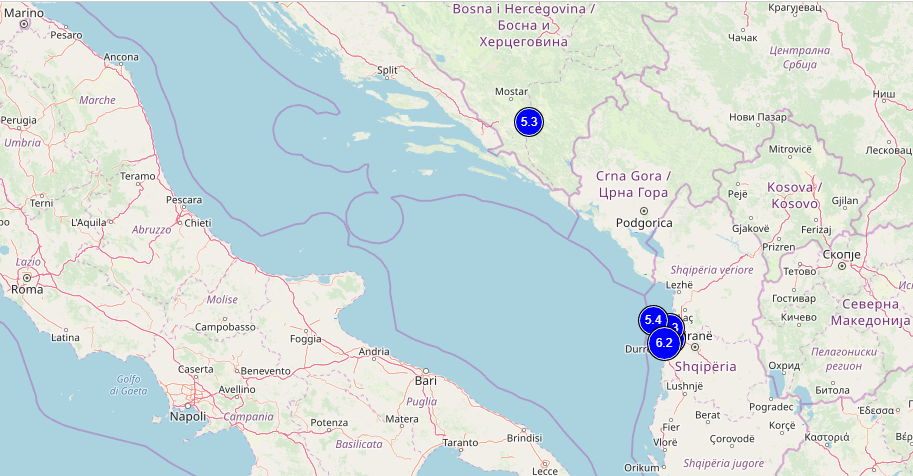 Marino
Pesaro
Ancona
Marche
Perugia
Umbria
Terni
Teramo
L'Aquila
Pescara
Chieti
Abruzzo
Lazio
Roma
Latina
Molise
Campobasso
Foggia
Caserta
Benevento
Golfo
di Gaeta
Avellino
Napoli
Campania
Andria
Bari
Puglia
Potenza
Matera
Basilicata
Taranto
Brindisi
Lecce
Bosna i Hercegovina /
Босна и
Херцеговина
Split
Mostar
5.3
Крагујевац
Чачак
Централна
Србија
Ниш
Нови Пазар
Лесковац
Mitrovicë
Crna Gora /
Црна Гора
Podgorica
Kosova /
Kosovo
Pejë
Gjilan
Gjakovë
Ferizaj
Prizren
Скопје
Тетово
Shqipëria veriore
Lezhë
Гостивар
Кичево
Северна
Македонија
5.4
3
6.2
Shqipëria
Пелагониски
регион
Охрид
Битола
Lushnjë
Berat
Pogradec
Fier
Vlorë
Çorovodë
Korçë
Έδεσσα
Καστοριά
Shqipëria jugore
Orikum